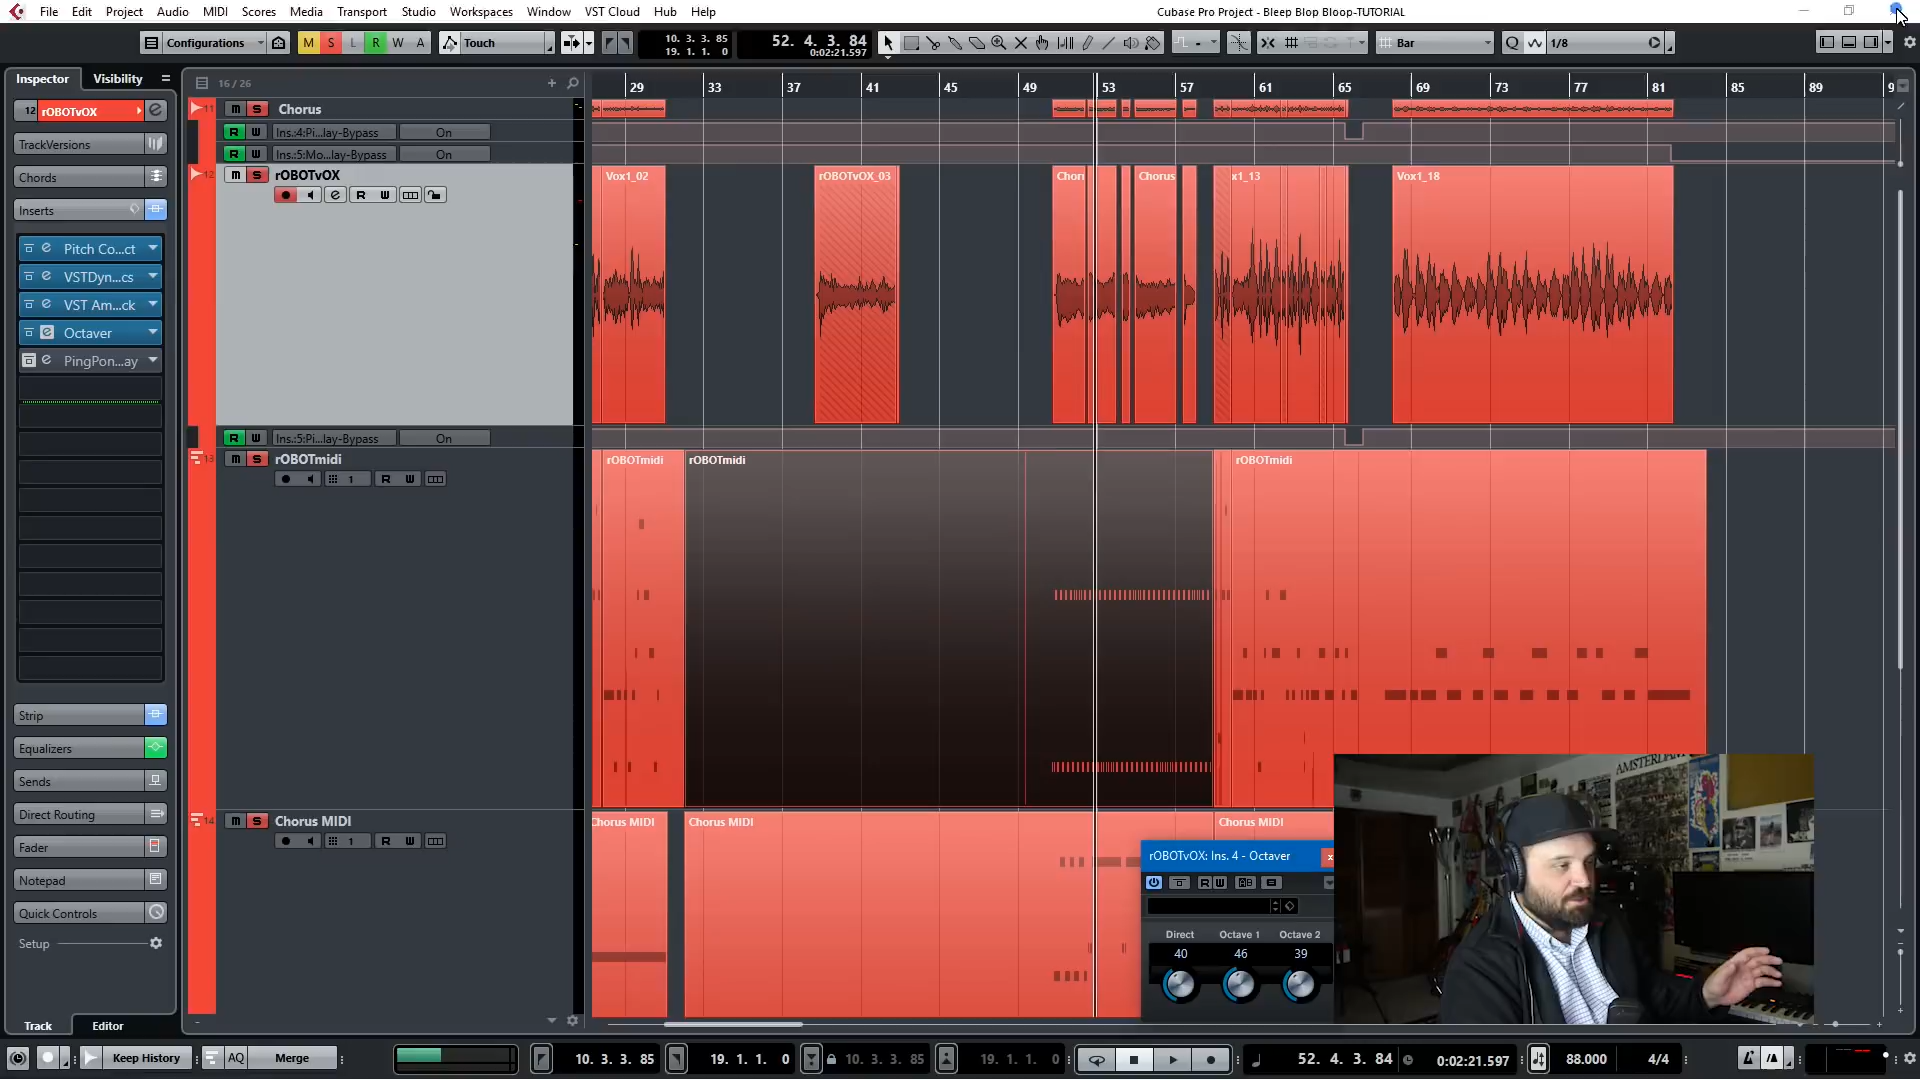 File Edit Project Audio MIDI Scores Media Transport Studio Workspaces Window VST Cloud Hub Help
Cubase Pro Project - Bleep Blop Bloop-TUTORIAL
Configurations
M S L R W A
Touch
10. 3. 3. 85
19. 1. 1. 0
52. 4. 3. 84
0:02:21.597
Bar
Q
1/8
Inspector Visibility
16 / 26
29 33 37 41 45 49 53 57 61 65 69 73 77 81 85 89 9
12 rOBOTvOX
TrackVersions
Chords
Inserts
Pitch Co...ct
VSTDyn...cs
VST Am...ck
Octaver
PingPon...ay
Strip
Equalizers
Sends
Direct Routing
Fader
Notepad
Quick Controls
Setup
Track Editor
11 m S Chorus
R W Ins.:4:Pi...lay-Bypass On
R W Ins.:5:Mo...lay-Bypass On
12 m S rOBOTvOX
R W
R W Ins.:5:Pi...lay-Bypass On
13 m S rOBOTmidi
1 R W
14 m S Chorus MIDI
1 R W
Vox1_02
rOBOTvOX_03
Chor
Chorus
x1_13
Vox1_18
rOBOTmidi
rOBOTmidi
rOBOTmidi
Chorus MIDI
Chorus MIDI
Chorus MIDI
rOBOTvOX: Ins. 4 - Octaver
R W
Direct Octave 1 Octave 2
40 46 39
AMSTERDAM
Keep History
AQ
Merge
10. 3. 3. 85
19. 1. 1. 0
10. 3. 3. 85
19. 1. 1. 0
52. 4. 3. 84
0:02:21.597
88.000
4/4